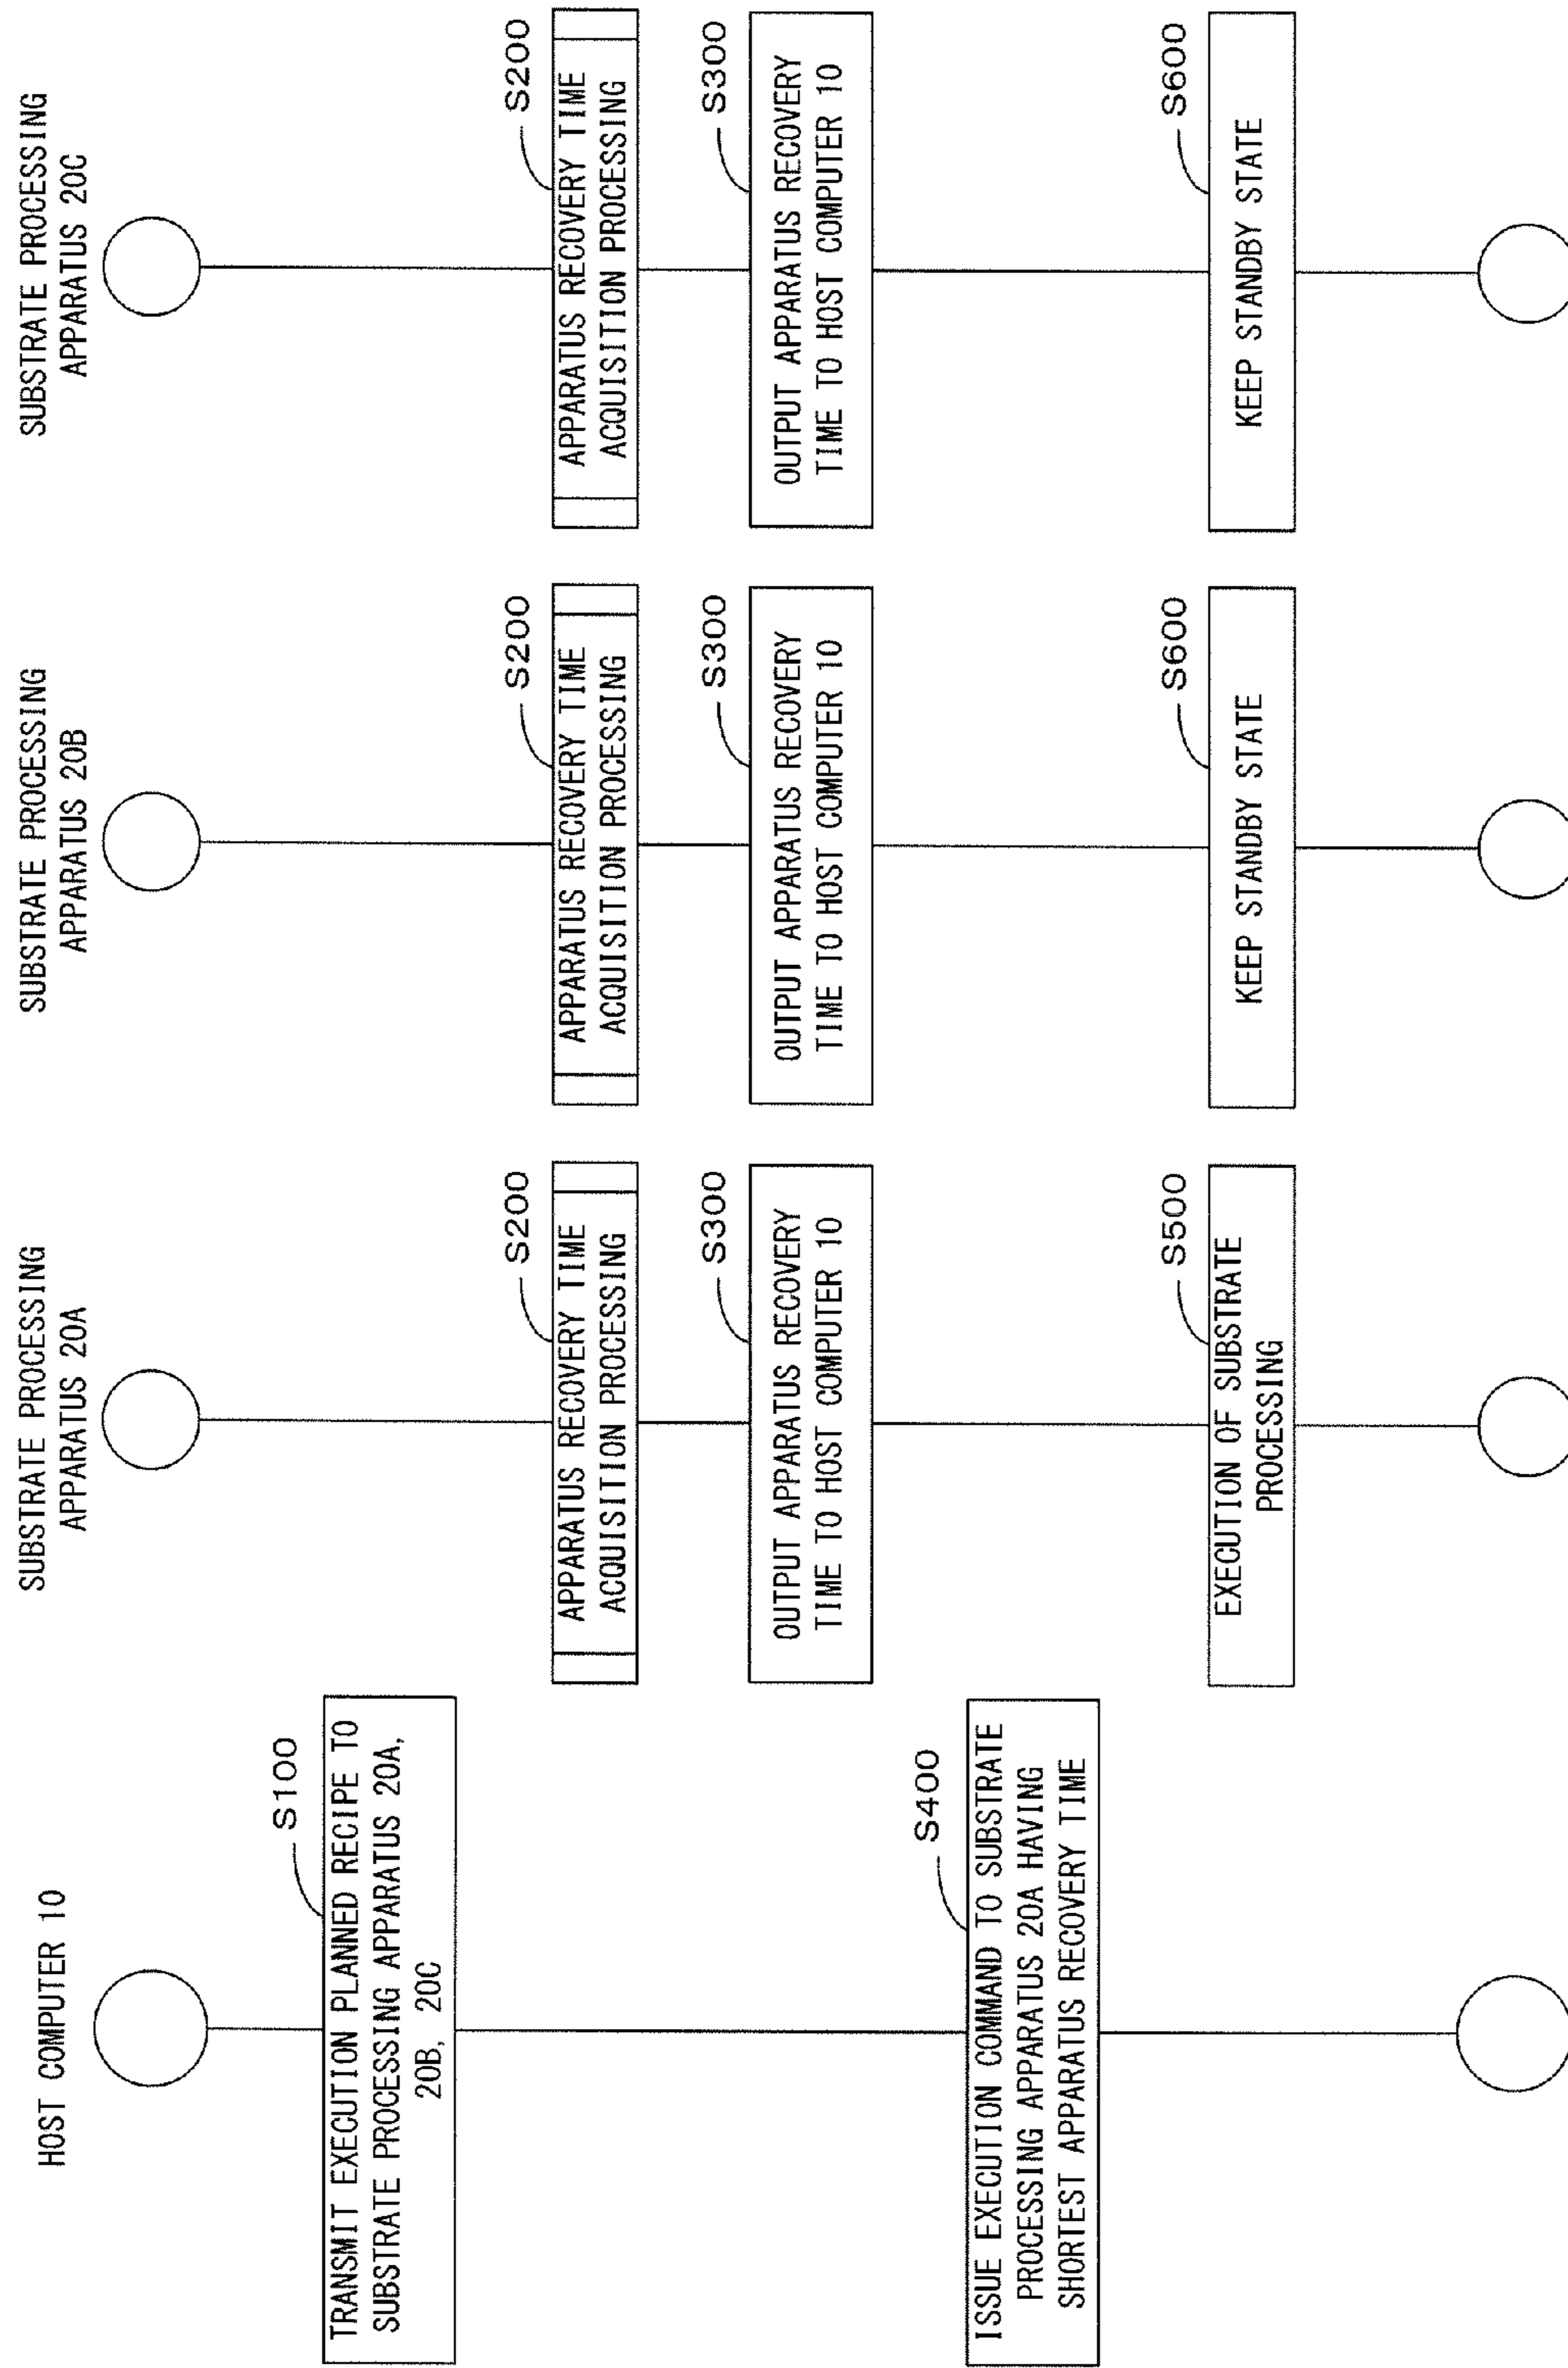 HOST COMPUTER 10
S100
TRANSMIT EXECUTION PLANNED RECIPE TO
SUBSTRATE PROCESSING APPARATUS 20A,
20B, 20C
S400
ISSUE EXECUTION COMMAND TO SUBSTRATE
PROCESSING APPARATUS 20A HAVING
SHORTEST APPARATUS RECOVERY TIME
SUBSTRATE PROCESSING
APPARATUS 20A
S200
APPARATUS RECOVERY TIME
ACQUISITION PROCESSING
S300
OUTPUT APPARATUS RECOVERY
TIME TO HOST COMPUTER 10
S500
EXECUTION OF SUBSTRATE
PROCESSING
SUBSTRATE PROCESSING
APPARATUS 20B
S200
APPARATUS RECOVERY TIME
ACQUISITION PROCESSING
S300
OUTPUT APPARATUS RECOVERY
TIME TO HOST COMPUTER 10
S600
KEEP STANDBY STATE
SUBSTRATE PROCESSING
APPARATUS 20C
S200
APPARATUS RECOVERY TIME
ACQUISITION PROCESSING
S300
OUTPUT APPARATUS RECOVERY
TIME TO HOST COMPUTER 10
S600
KEEP STANDBY STATE